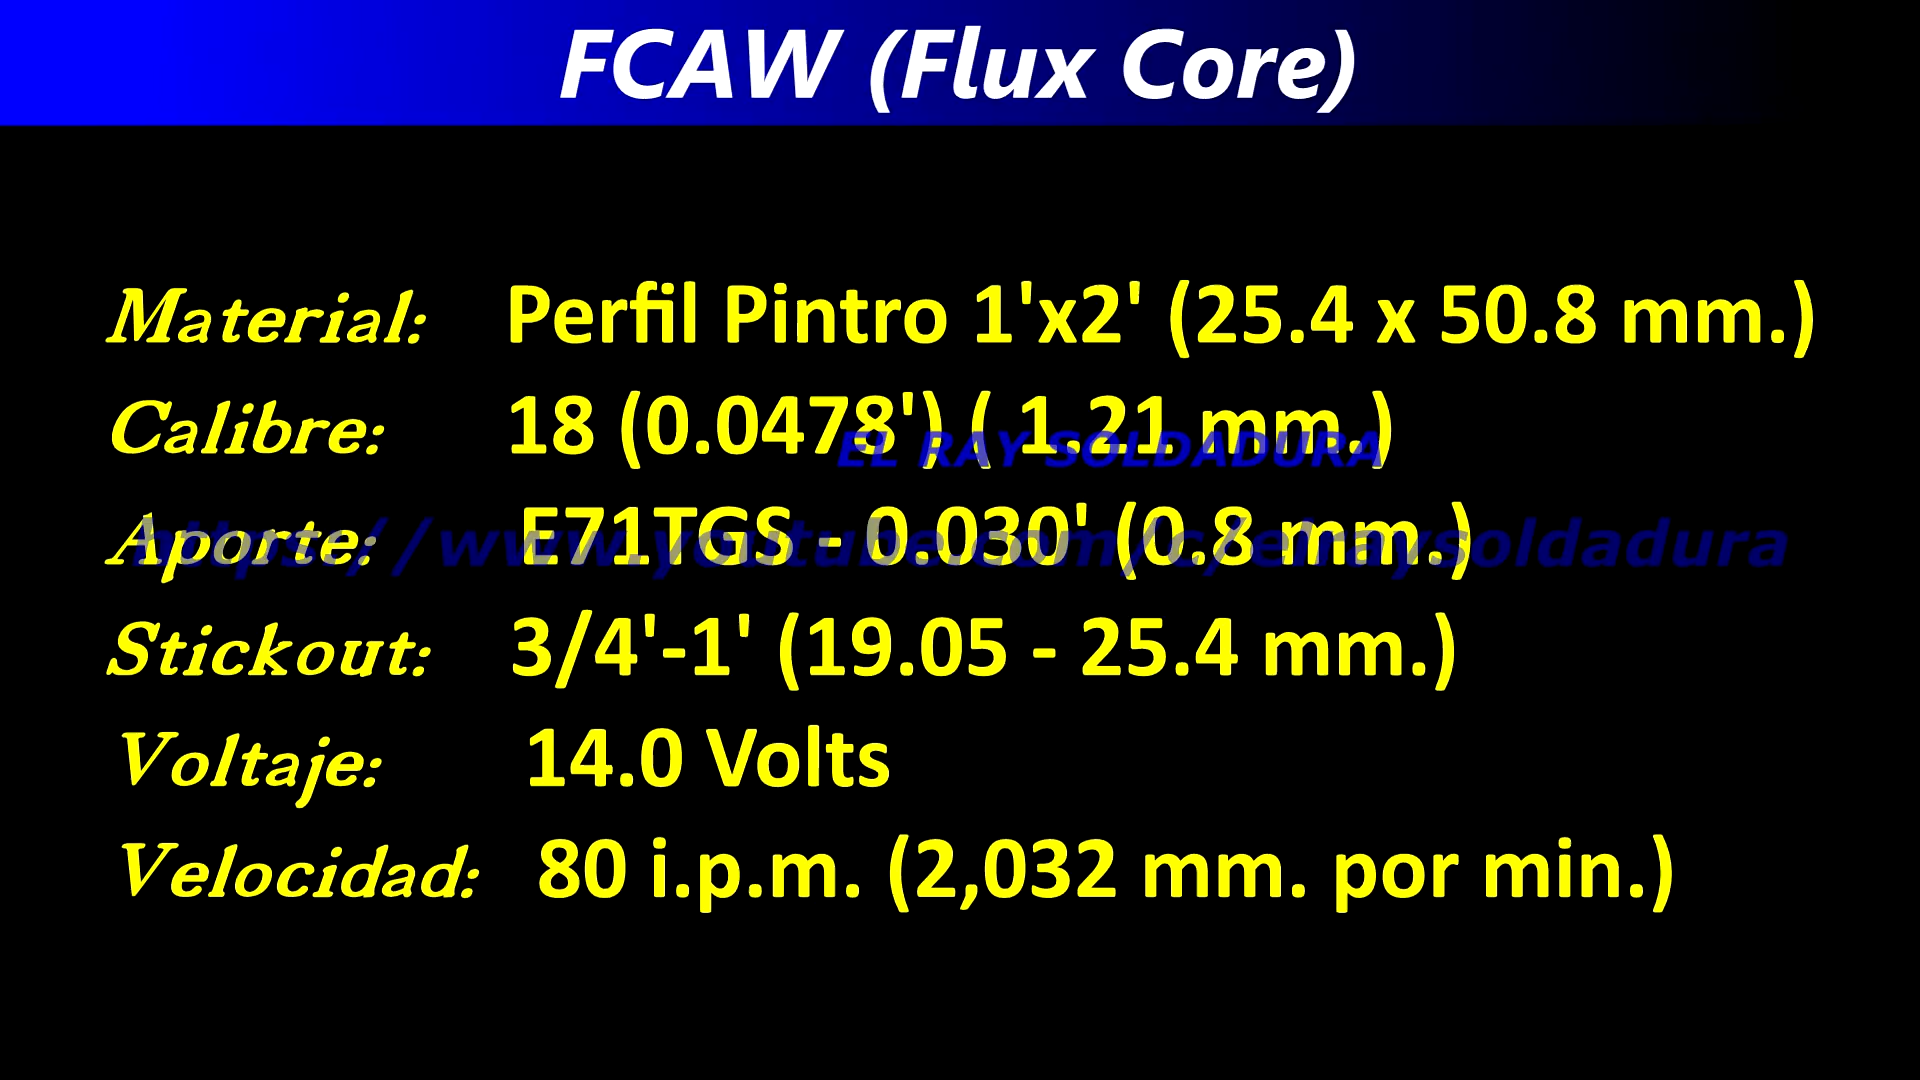 FCAW (Flux Core)
Material: Perfil Pintro 1'x2' (25.4 x 50.8 mm.)
Calibre: 18 (0.0478') ( 1.21 mm.)
EL RAY SOLDADURA
Aporte: E71TGS - 0.030' (0.8 mm.)
https://www.youtube.com/c/elraysoldadura
Stickout: 3/4'-1' (19.05 - 25.4 mm.)
Voltaje: 14.0 Volts
Velocidad: 80 i.p.m. (2,032 mm. por min.)